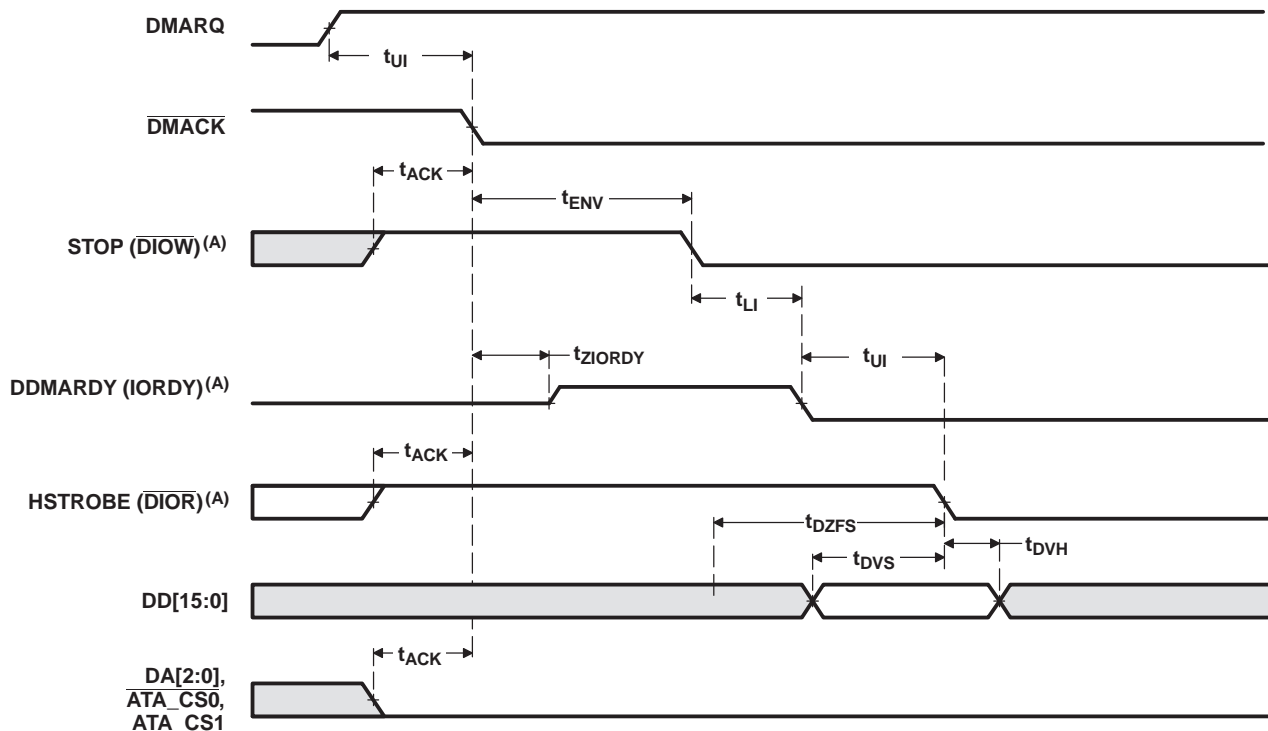 DMARQ
tUI
DMACK
tACK
tENV
STOP (DIOW)(A)
tLI
tZIORDY
tUI
DDMARDY (IORDY)(A)
tACK
HSTROBE (DIOR)(A)
tDZFS
tDVH
tDVS
DD[15:0]
tACK
DA[2:0],
ATA_CS0,
ATA_CS1